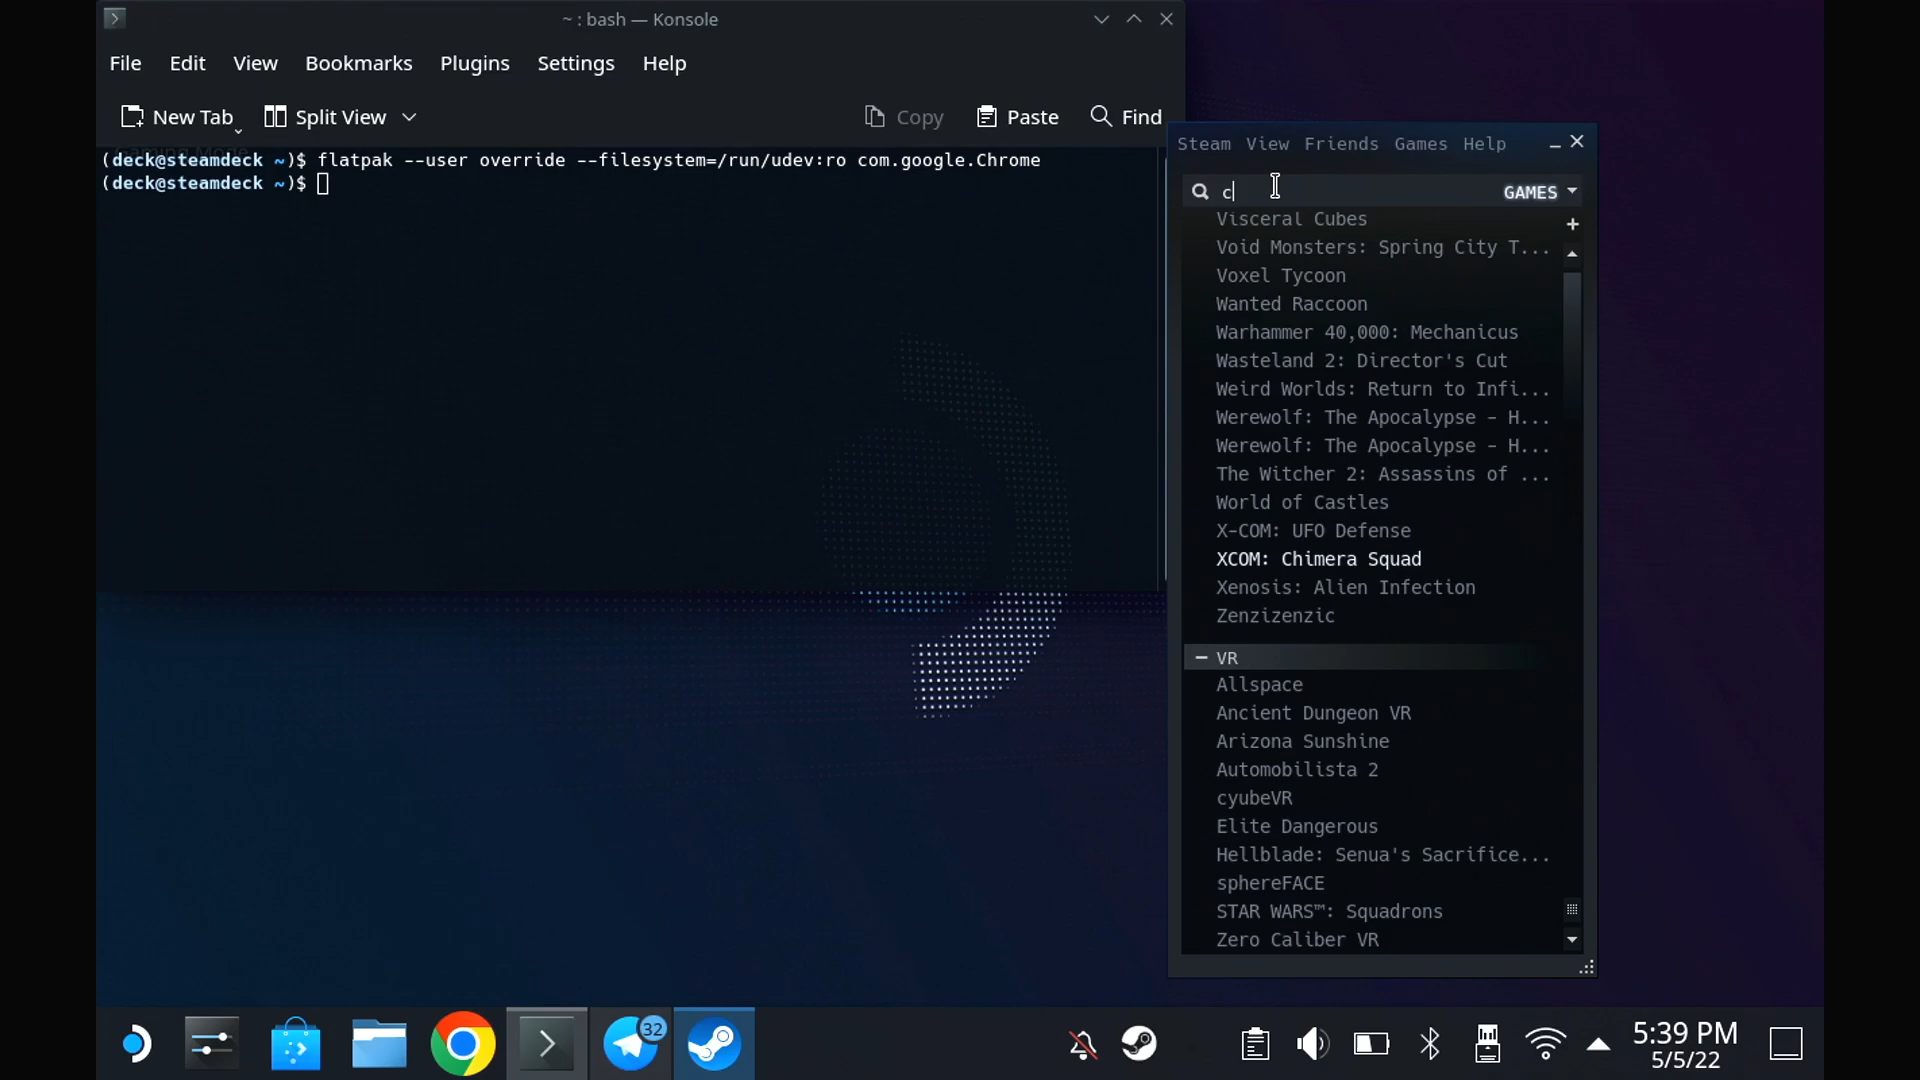 ~ : bash — Konsole
File Edit View Bookmarks Plugins Settings Help
New Tab Split View Copy Paste Find
Gaming Mode
(deck@steamdeck ~)$ flatpak --user override --filesystem=/run/udev:ro com.google.Chrome
(deck@steamdeck ~)$
Steam View Friends Games Help
c GAMES
Visceral Cubes
Void Monsters: Spring City T...
Voxel Tycoon
Wanted Raccoon
Warhammer 40,000: Mechanicus
Wasteland 2: Director's Cut
Weird Worlds: Return to Infi...
Werewolf: The Apocalypse - H...
Werewolf: The Apocalypse - H...
The Witcher 2: Assassins of ...
World of Castles
X-COM: UFO Defense
XCOM: Chimera Squad
Xenosis: Alien Infection
Zenzizenzic
VR
Allspace
Ancient Dungeon VR
Arizona Sunshine
Automobilista 2
cyubeVR
Elite Dangerous
Hellblade: Senua's Sacrifice...
sphereFACE
STAR WARS™: Squadrons
Zero Caliber VR
32
5:39 PM
5/5/22